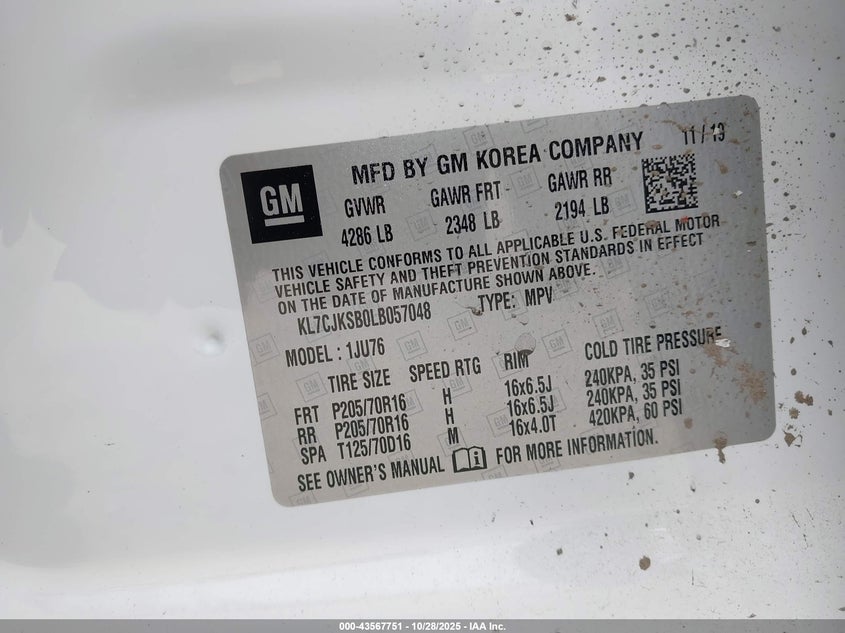 GM
MFD BY GM KOREA COMPANY 11/19
GVWR GAWR FRT GAWR RR
4286 LB 2348 LB 2194 LB
THIS VEHICLE CONFORMS TO ALL APPLICABLE U.S. FEDERAL MOTOR
VEHICLE SAFETY AND THEFT PREVENTION STANDARDS IN EFFECT
ON THE DATE OF MANUFACTURE SHOWN ABOVE.
KL7CJKSB0LB057048 TYPE: MPV
MODEL : 1JU76
TIRE SIZE SPEED RTG RIM COLD TIRE PRESSURE
FRT P205/70R16 H 16x6.5J 240KPA, 35 PSI
RR P205/70R16 H 16x6.5J 240KPA, 35 PSI
SPA T125/70D16 M 16x4.0T 420KPA, 60 PSI
SEE OWNER'S MANUAL FOR MORE INFORMATION.
000-43567751 | 10/28/2025 - IAA Inc.